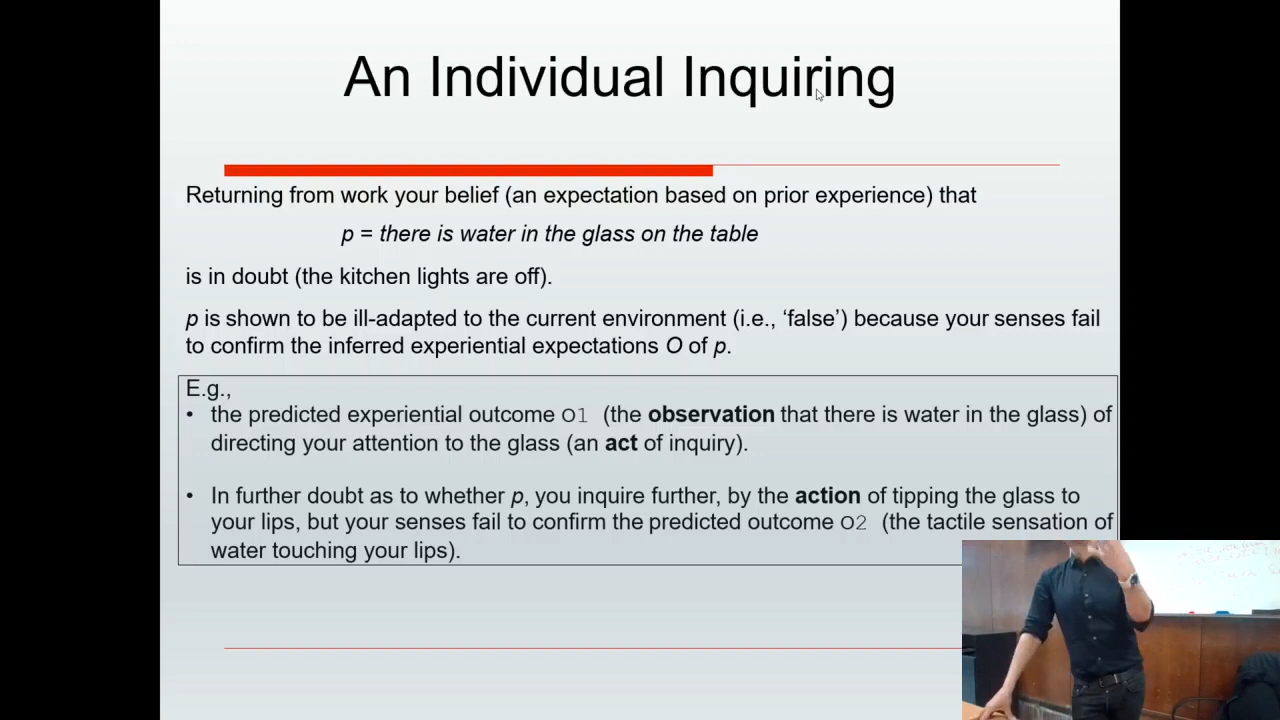 An Individual Inquiring
Returning from work your belief (an expectation based on prior experience) that
p = there is water in the glass on the table
is in doubt (the kitchen lights are off).
p is shown to be ill-adapted to the current environment (i.e., ‘false’) because your senses fail
to confirm the inferred experiential expectations O of p.
E.g.,
• the predicted experiential outcome O1 (the observation that there is water in the glass) of
directing your attention to the glass (an act of inquiry).
• In further doubt as to whether p, you inquire further, by the action of tipping the glass to
your lips, but your senses fail to confirm the predicted outcome O2 (the tactile sensation of
water touching your lips).